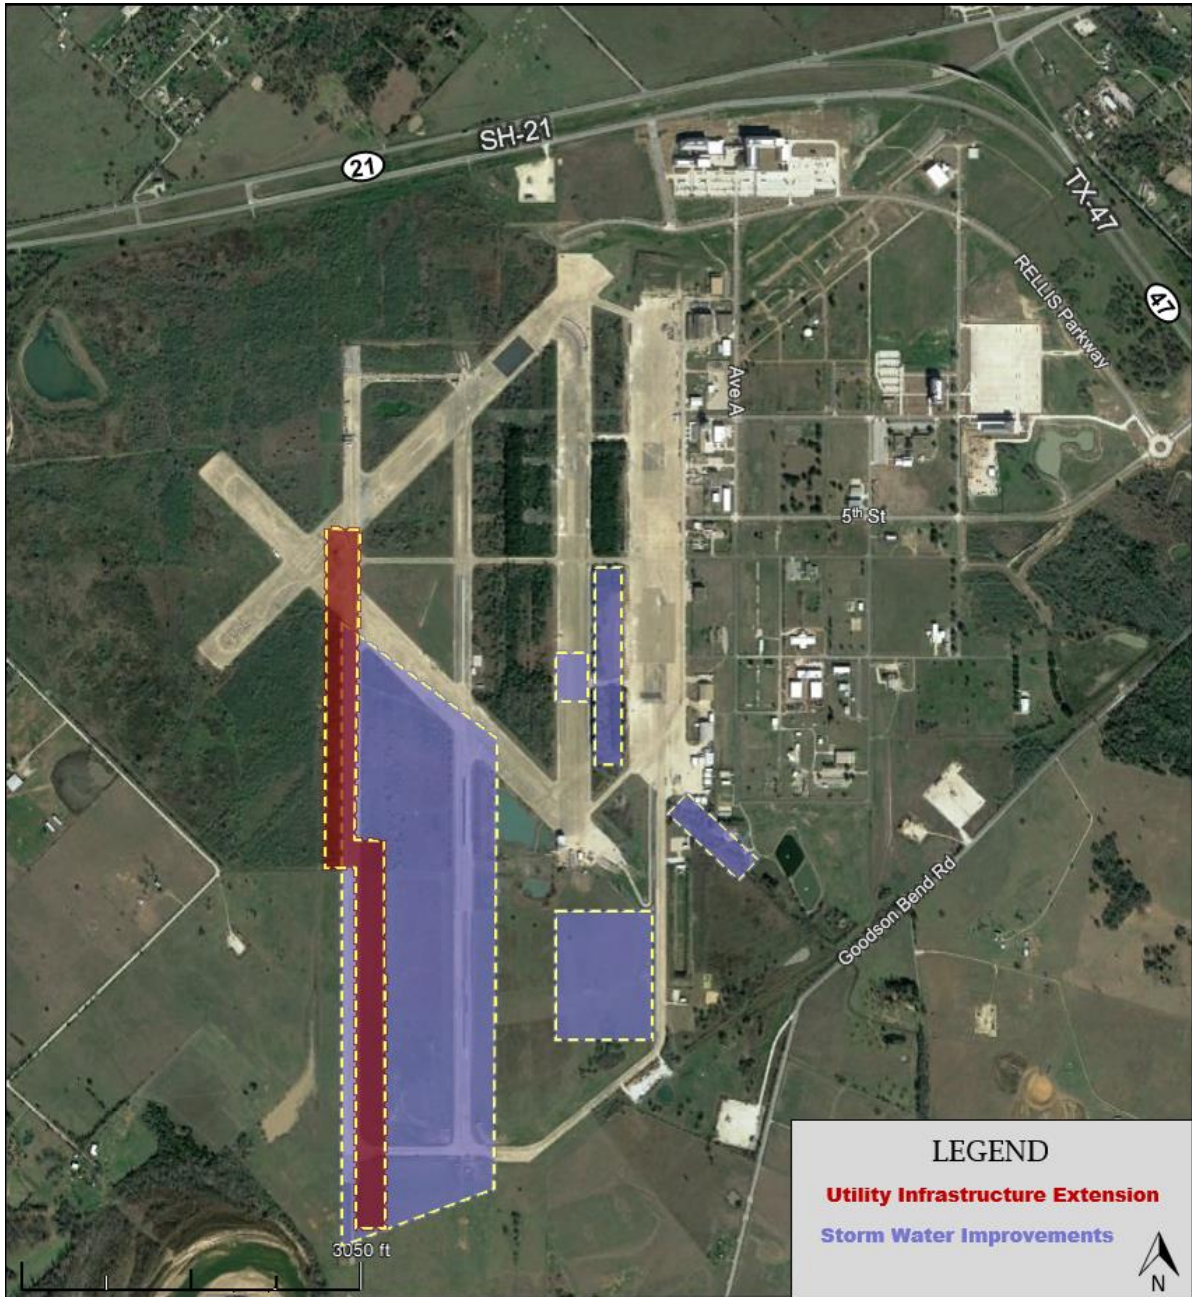 SH-21
21
TX-47
47
RELLIS Parkway
Ave A
5th St
Goodson Bend Rd
3050 ft
LEGEND
Utility Infrastructure Extension
Storm Water Improvements
N